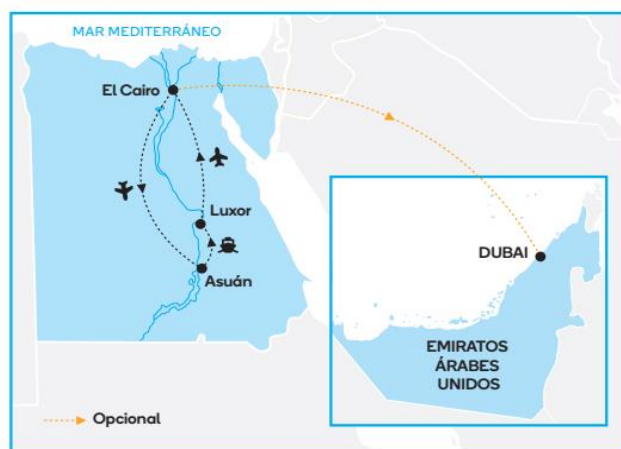 MAR MEDITERRÁNEO
El Cairo
Luxor
Asuán
DUBAI
EMIRATOS
ÁRABES
UNIDOS
Opcional